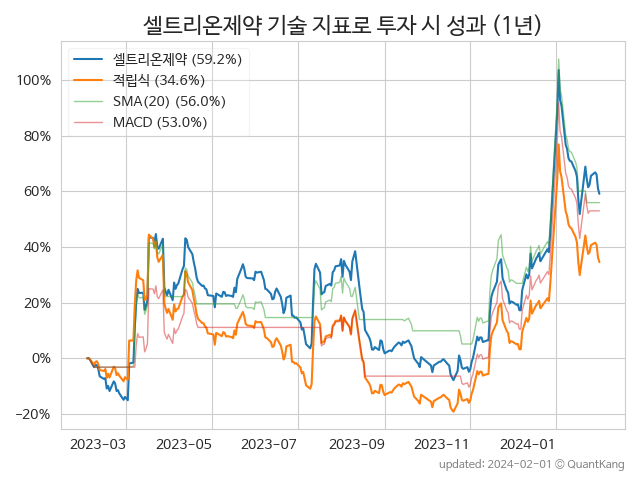 셀트리온제약 기술 지표로 투자 시 성과 (1년)
셀트리온제약 (59.2%)
적립식 (34.6%)
SMA(20) (56.0%)
MACD (53.0%)
100%
80%
60%
40%
20%
0%
−20%
2023−03 2023−05 2023−07 2023−09 2023−11 2024−01
updated: 2024−02−01 © QuantKang